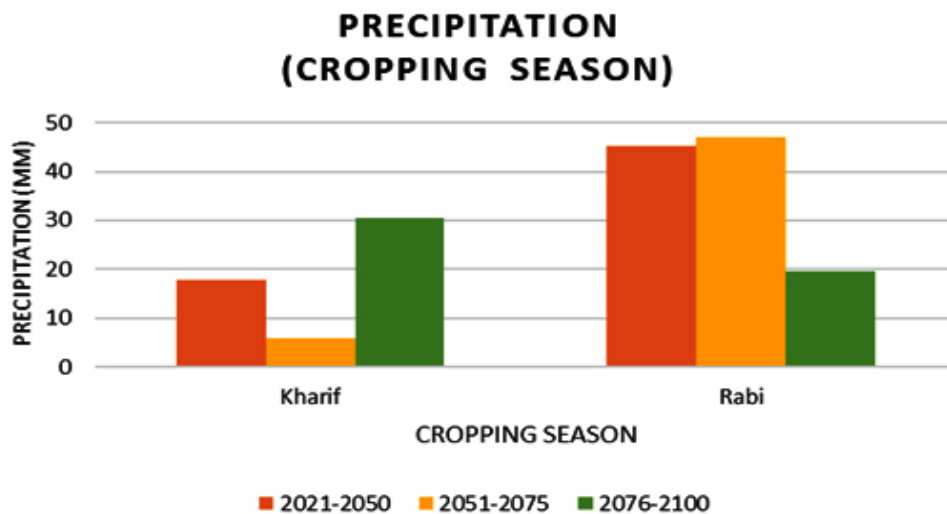 PRECIPITATION
(CROPPING SEASON)
PRECIPITATION (MM)
50
40
30
20
10
0
Kharif
Rabi
CROPPING SEASON
2021-2050
2051-2075
2076-2100